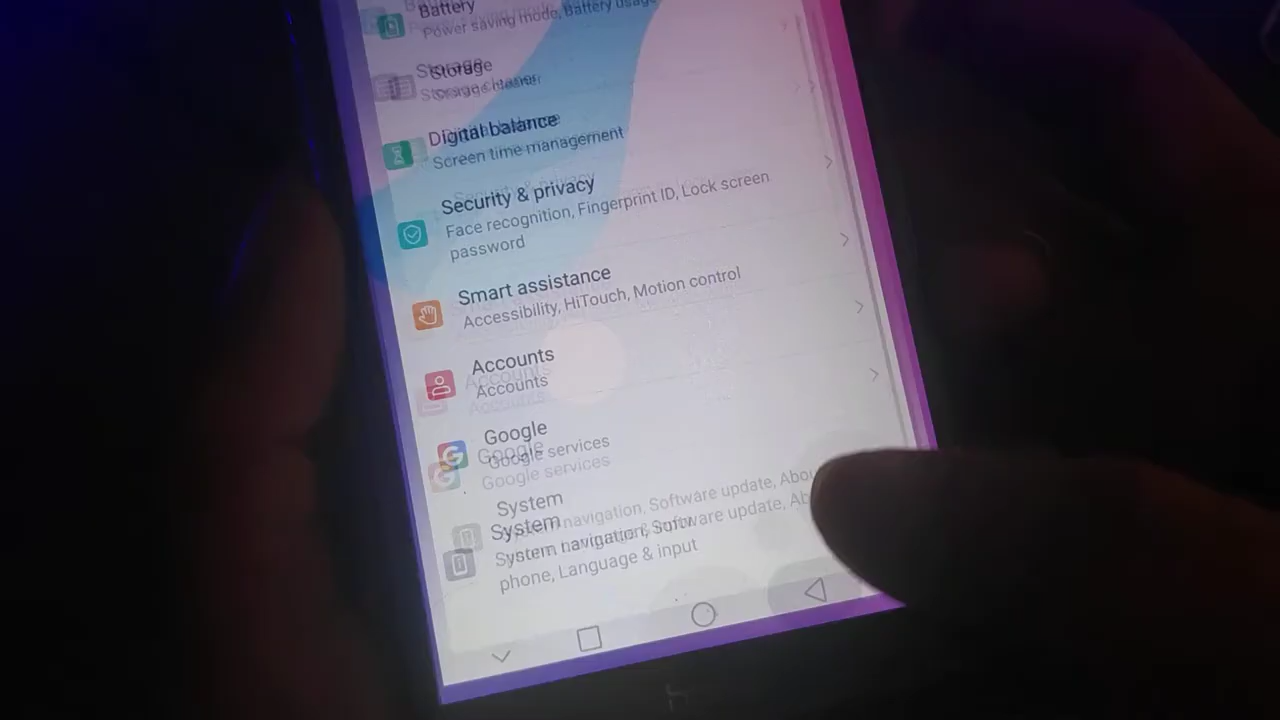 Battery
Power saving mode, Battery usage
Storage
Storage cleaner
Digital balance
Screen time management
Security & privacy
Face recognition, Fingerprint ID, Lock screen
password
Smart assistance
Accessibility, HiTouch, Motion control
Accounts
Accounts
Google
Google services
System
System navigation, Software update, About
phone, Language & input